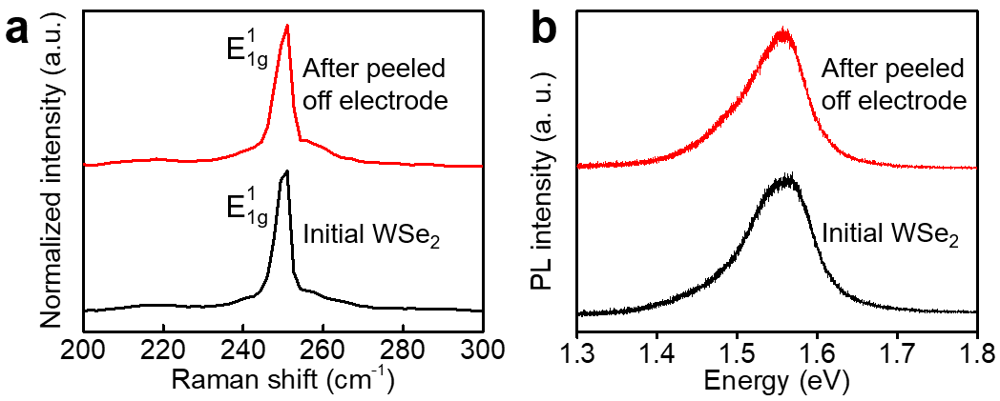 a
Normalized intensity (a.u.)
E¹₁g
After peeled
off electrode
E¹₁g
Initial WSe₂
200 220 240 260 280 300
Raman shift (cm⁻¹)
b
PL intensity (a. u.)
After peeled
off electrode
Initial WSe₂
1.3 1.4 1.5 1.6 1.7 1.8
Energy (eV)